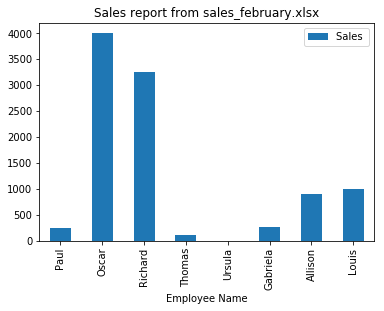 Sales report from sales_february.xlsx
Sales
4000
3500
3000
2500
2000
1500
1000
500
0
Paul
Oscar
Richard
Thomas
Ursula
Gabriela
Allison
Louis
Employee Name